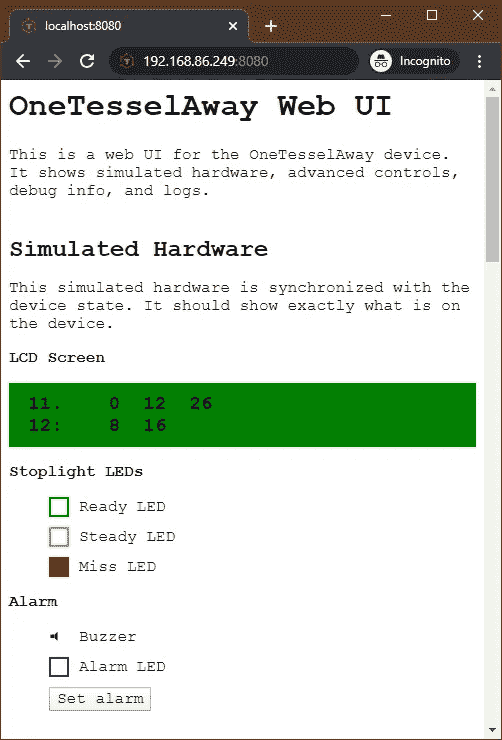 localhost:8080
192.168.86.249:8080
Incognito
OneTesselAway Web UI
This is a web UI for the OneTesselAway device.
It shows simulated hardware, advanced controls,
debug info, and logs.
Simulated Hardware
This simulated hardware is synchronized with the
device state. It should show exactly what is on
the device.
LCD Screen
11. 0 12 26
12: 8 16
Stoplight LEDs
Ready LED
Steady LED
Miss LED
Alarm
Buzzer
Alarm LED
Set alarm